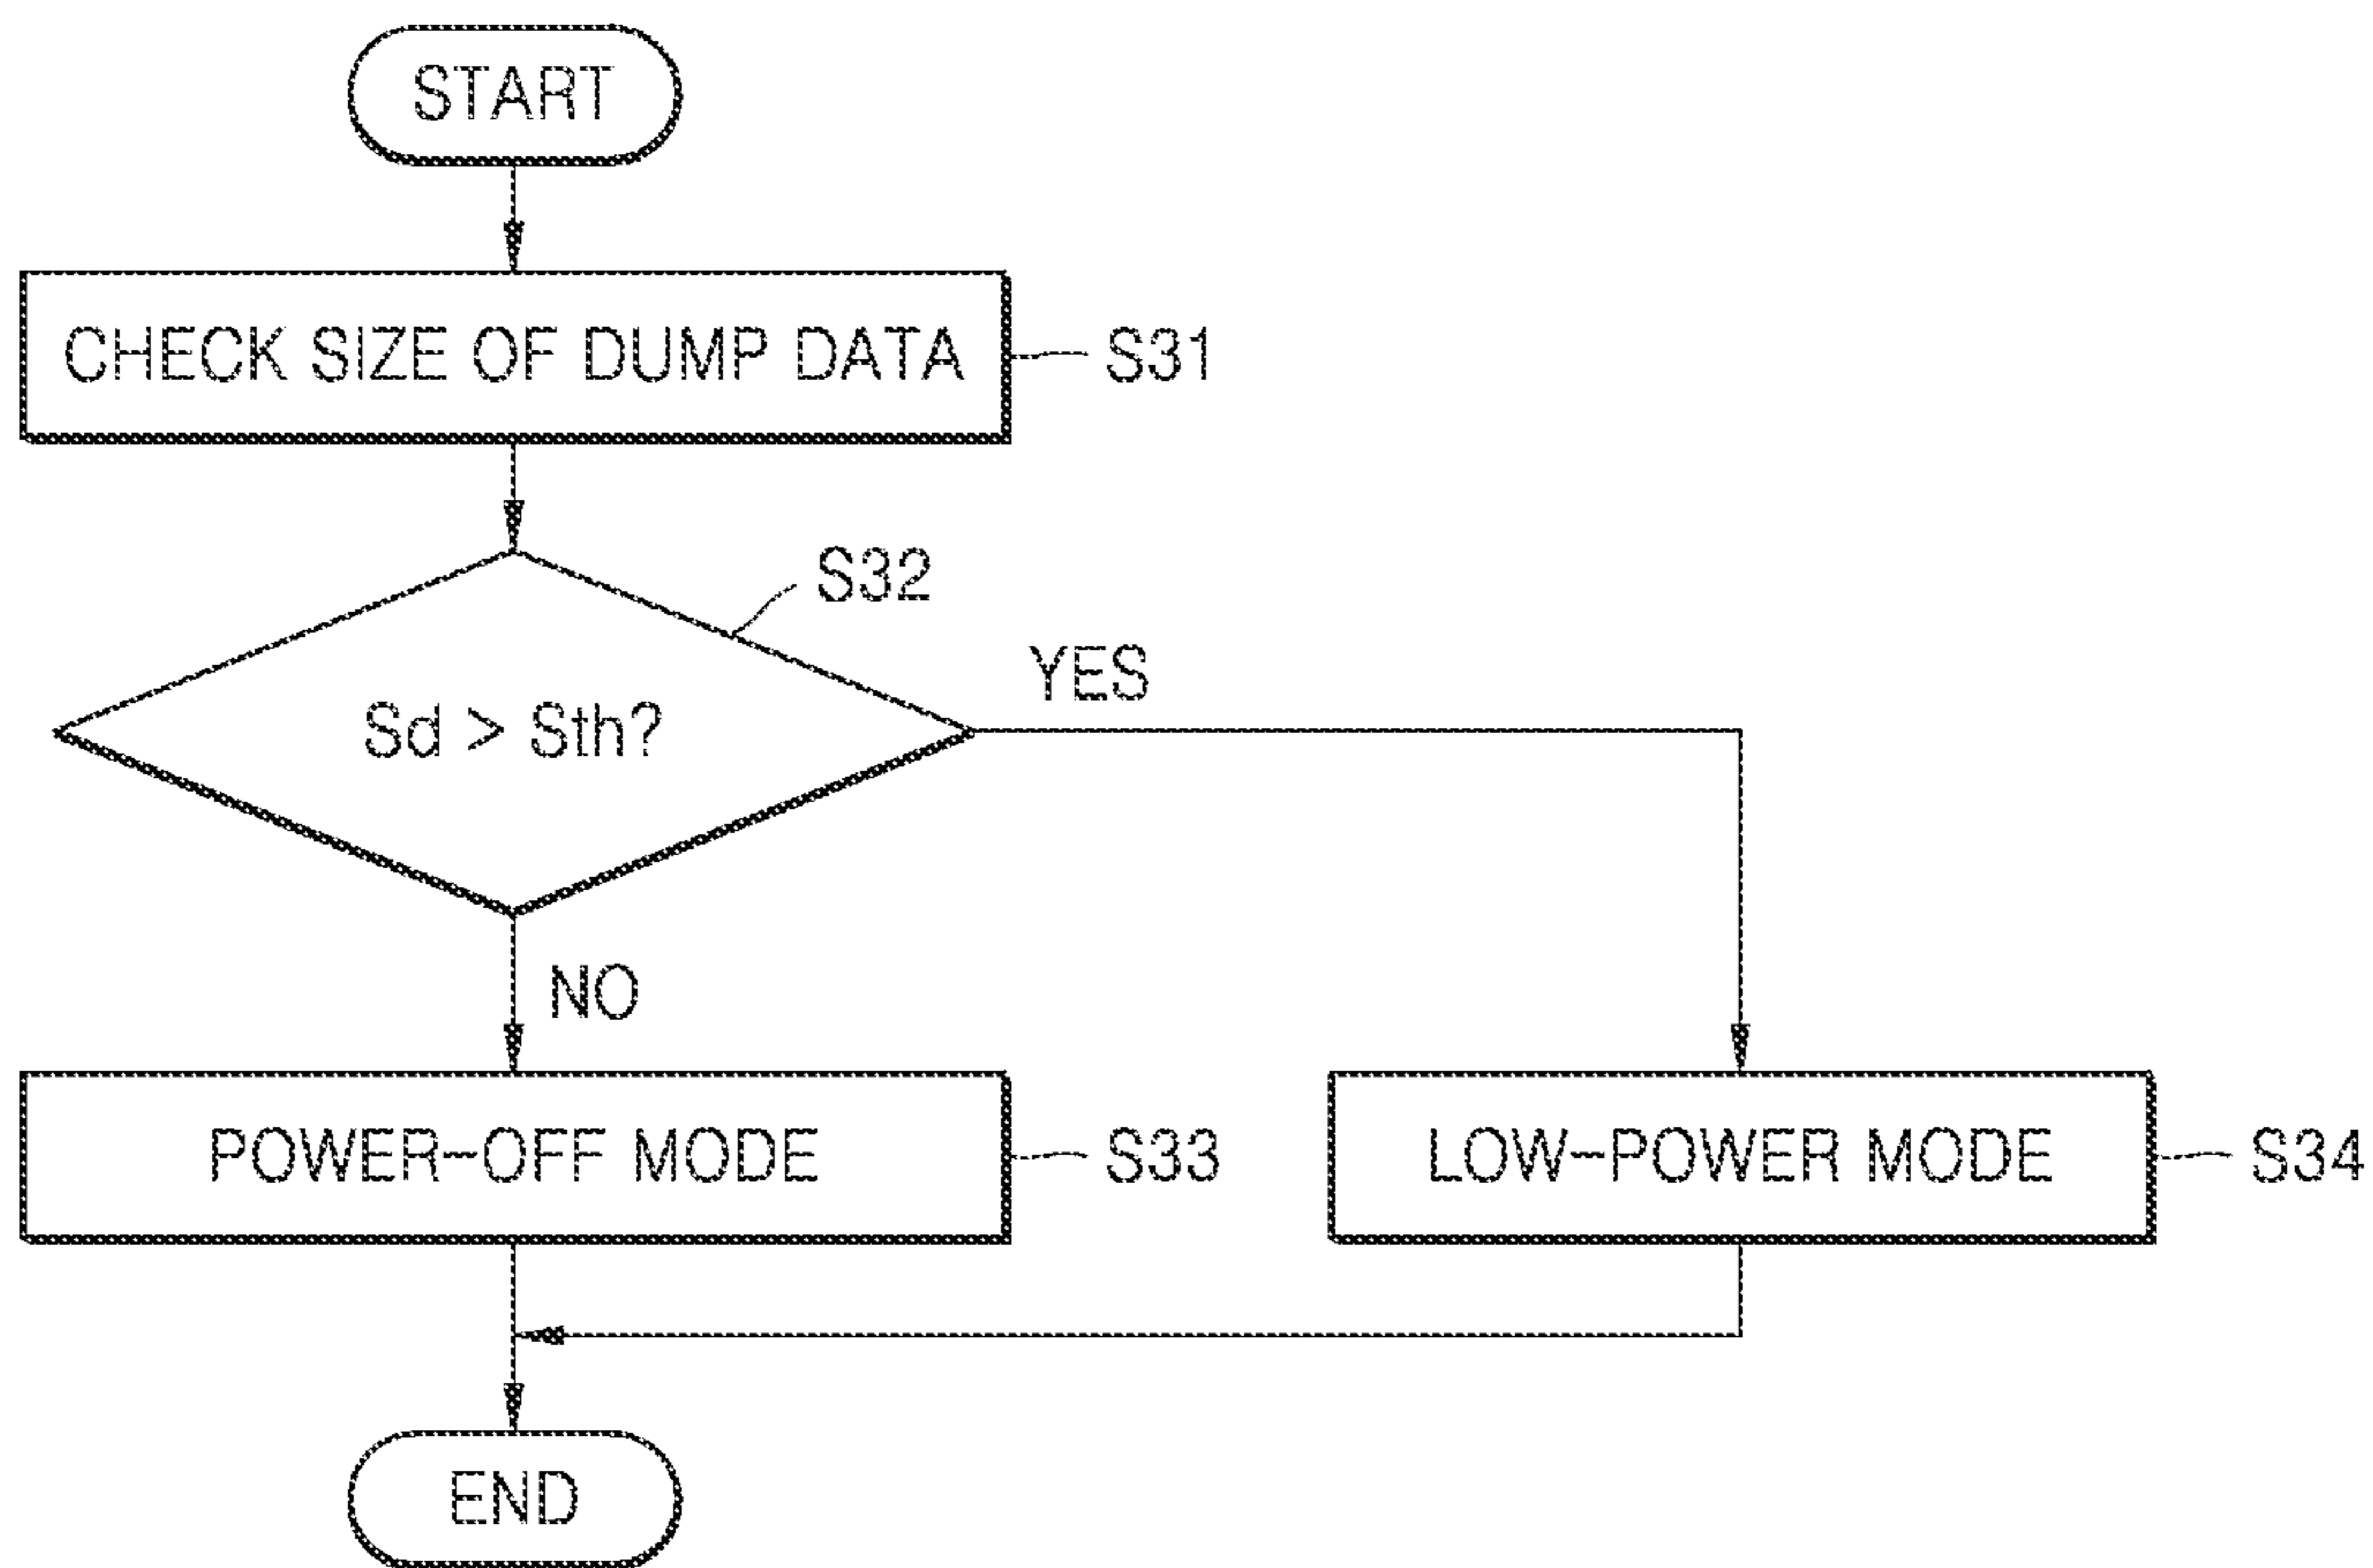 START
CHECK SIZE OF DUMP DATA
S31
S32
Sd > Sth?
YES
NO
POWER-OFF MODE
S33
LOW-POWER MODE
S34
END